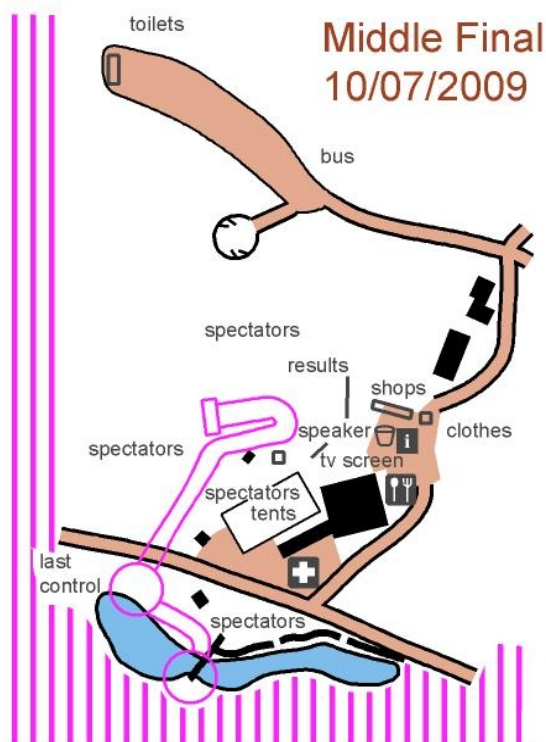 toilets
Middle Final
10/07/2009
bus
spectators
results
shops
spectators
speaker
i
clothes
tv screen
spectators
tents
last
control
spectators